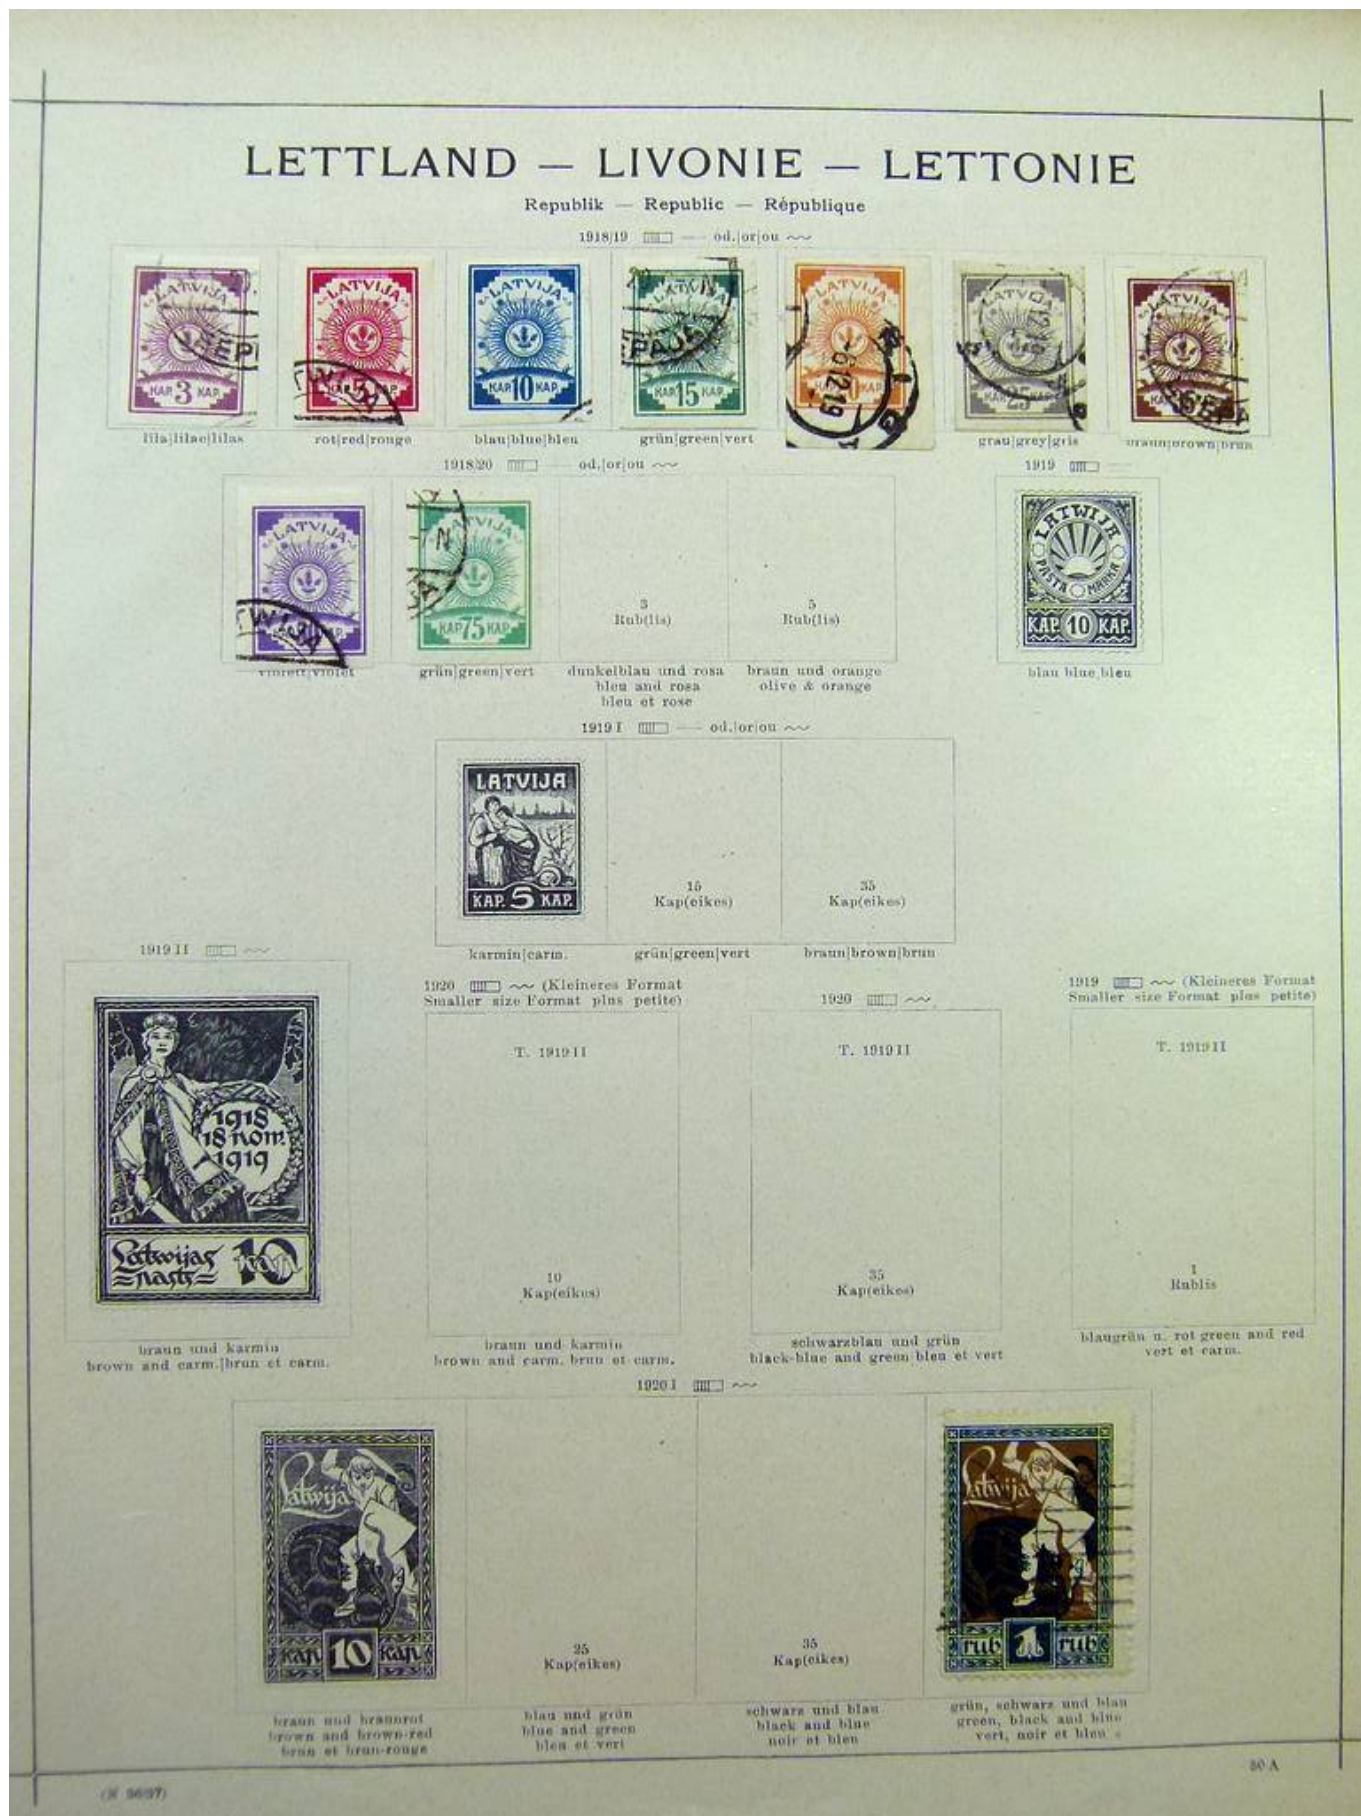 LETTLAND — LIVONIE — LETTONIE
Republik — Republic — République
1918/19 — od.|or|ou
LATVIJA
KAP. 3 KAP.
LATVIJA
LATVIJA
KAP. 10 KAP.
LATVIJA
EPAJA
KAP. 15 KAP.
LATVIJA
6 12 19
LATVIJA
25
LATVIJA
lila|lilac|lilas
rot|red|rouge
blau|blue|bleu
grün|green|vert
grau|grey|gris
braun|brown|brun
1918/20 — od.|or|ou
1919
LATVIJA
TWIJA
LATVIJA
KAP. 75 KAP.
3
Rub(lis)
5
Rub(lis)
LATWIJA
PASTA MARKA
KAP 10 KAP.
violett|violet
grün|green|vert
dunkelblau und rosa
bleu and rosa
bleu et rose
braun und orange
olive & orange
blau blue bleu
1919 I — od.|or|ou
LATVIJA
KAP. 5 KAP.
15
Kap(eikes)
35
Kap(eikes)
karmin|carm.
grün|green|vert
braun|brown|brun
1919 II
1918
18 nom.
1919
Latwijas
pasts
10
braun und karmin
brown and carm.|brun et carm.
1920 (Kleineres Format
Smaller size Format plus petite)
T. 1919 II
10
Kap(eikes)
braun und karmin
brown and carm. brun et carm.
1920
T. 1919 II
35
Kap(eikes)
schwarzblau und grün
black-blue and green bleu et vert
1919 (Kleineres Format
Smaller size Format plus petite)
T. 1919 II
1
Rublis
blaugrün u. rot green and red
vert et carm.
1920 I
Latwija
kap 10 kap
25
Kap(eikes)
35
Kap(eikes)
Latwija
rub 1 rub
braun und braunrot
brown and brown-red
brun et brun-rouge
blau und grün
blue and green
bleu et vert
schwarz und blau
black and blue
noir et bleu
grün, schwarz und blau
green, black and blue
vert, noir et bleu
50 A